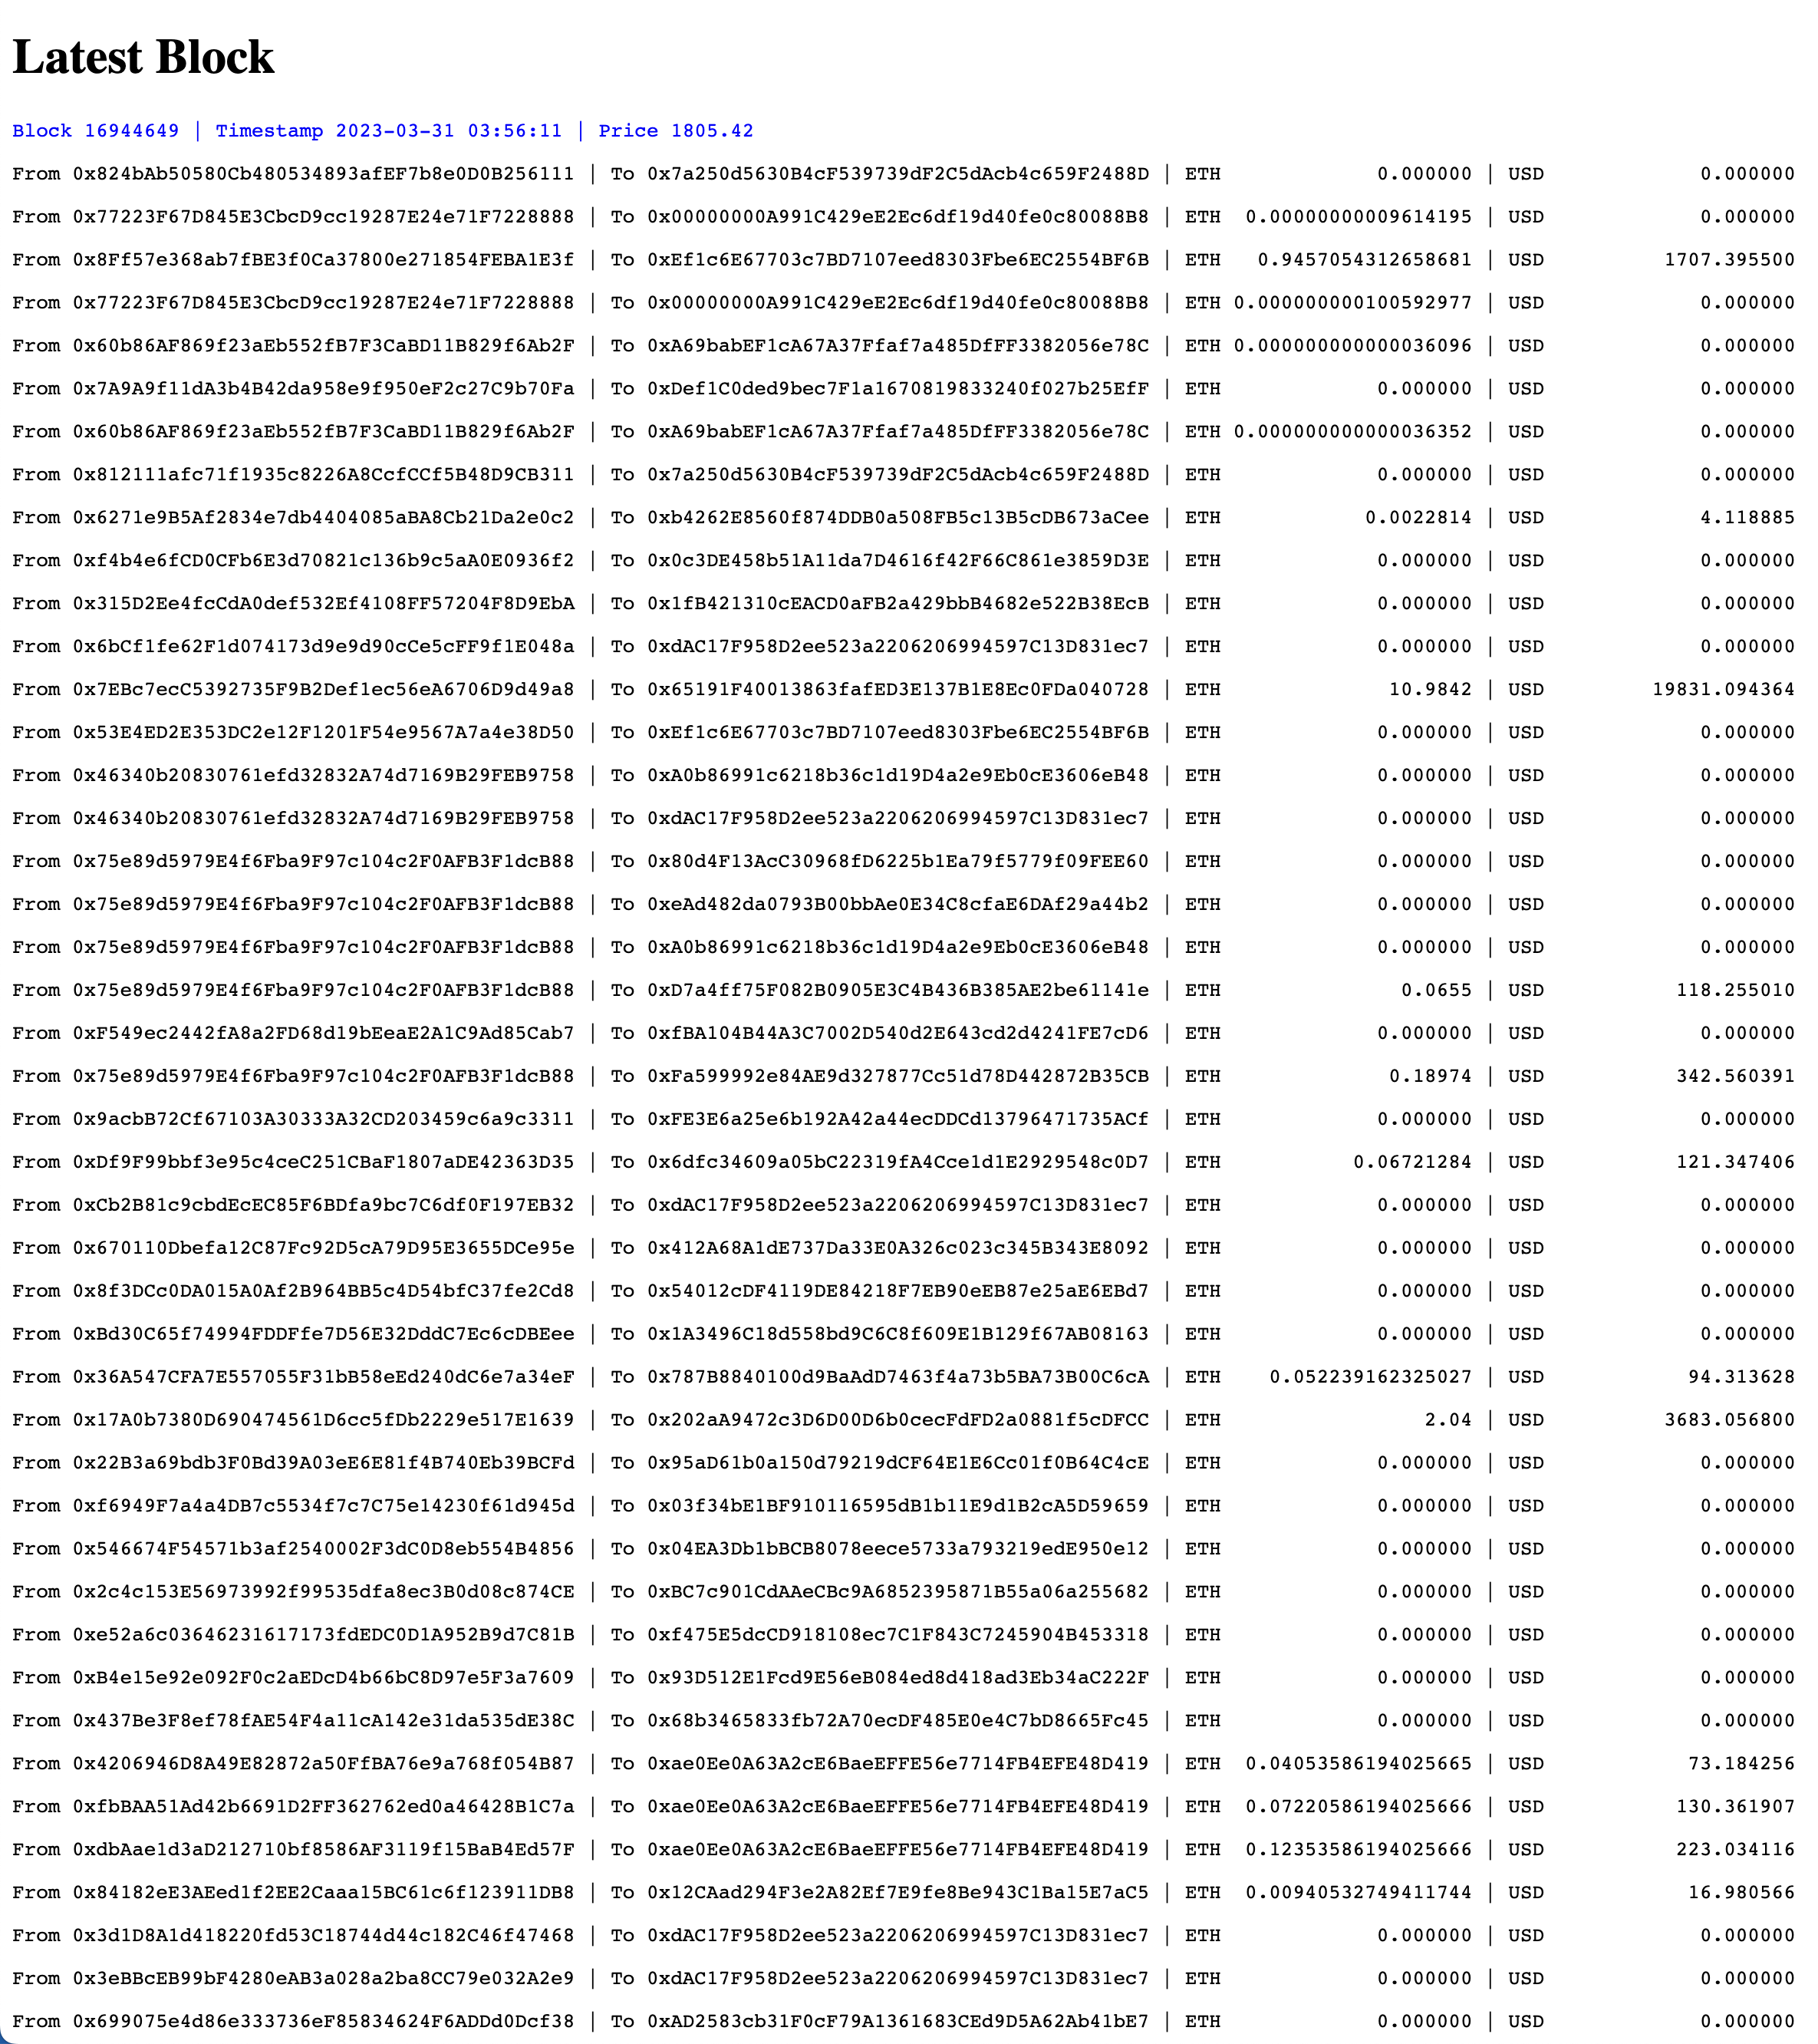 Latest Block
Block 16944649 | Timestamp 2023-03-31 03:56:11 | Price 1805.42
From 0x824bAb50580Cb480534893afEF7b8e0D0B256111 | To 0x7a250d5630B4cF539739dF2C5dAcb4c659F2488D | ETH 0.000000 | USD 0.000000
From 0x77223F67D845E3CbcD9cc19287E24e71F7228888 | To 0x00000000A991C429eE2Ec6df19d40fe0c80088B8 | ETH 0.00000000009614195 | USD 0.000000
From 0x8Ff57e368ab7fBE3f0Ca37800e271854FEBA1E3f | To 0xEf1c6E67703c7BD7107eed8303Fbe6EC2554BF6B | ETH 0.9457054312658681 | USD 1707.395500
From 0x77223F67D845E3CbcD9cc19287E24e71F7228888 | To 0x00000000A991C429eE2Ec6df19d40fe0c80088B8 | ETH 0.000000000100592977 | USD 0.000000
From 0x60b86AF869f23aEb552fB7F3CaBD11B829f6Ab2F | To 0xA69babEF1cA67A37Ffaf7a485DfFF3382056e78C | ETH 0.000000000000036096 | USD 0.000000
From 0x7A9A9f11dA3b4B42da958e9f950eF2c27C9b70Fa | To 0xDef1C0ded9bec7F1a1670819833240f027b25EfF | ETH 0.000000 | USD 0.000000
From 0x60b86AF869f23aEb552fB7F3CaBD11B829f6Ab2F | To 0xA69babEF1cA67A37Ffaf7a485DfFF3382056e78C | ETH 0.000000000000036352 | USD 0.000000
From 0x812111afc71f1935c8226A8CcfCCf5B48D9CB311 | To 0x7a250d5630B4cF539739dF2C5dAcb4c659F2488D | ETH 0.000000 | USD 0.000000
From 0x6271e9B5Af2834e7db4404085aBA8Cb21Da2e0c2 | To 0xb4262E8560f874DDB0a508FB5c13B5cDB673aCee | ETH 0.0022814 | USD 4.118885
From 0xf4b4e6fCD0CFb6E3d70821c136b9c5aA0E0936f2 | To 0x0c3DE458b51A11da7D4616f42F66C861e3859D3E | ETH 0.000000 | USD 0.000000
From 0x315D2Ee4fcCdA0def532Ef4108FF57204F8D9EbA | To 0x1fB421310cEACD0aFB2a429bbB4682e522B38EcB | ETH 0.000000 | USD 0.000000
From 0x6bCf1fe62F1d074173d9e9d90cCe5cFF9f1E048a | To 0xdAC17F958D2ee523a2206206994597C13D831ec7 | ETH 0.000000 | USD 0.000000
From 0x7EBc7ecC5392735F9B2Def1ec56eA6706D9d49a8 | To 0x65191F40013863fafED3E137B1E8Ec0FDa040728 | ETH 10.9842 | USD 19831.094364
From 0x53E4ED2E353DC2e12F1201F54e9567A7a4e38D50 | To 0xEf1c6E67703c7BD7107eed8303Fbe6EC2554BF6B | ETH 0.000000 | USD 0.000000
From 0x46340b20830761efd32832A74d7169B29FEB9758 | To 0xA0b86991c6218b36c1d19D4a2e9Eb0cE3606eB48 | ETH 0.000000 | USD 0.000000
From 0x46340b20830761efd32832A74d7169B29FEB9758 | To 0xdAC17F958D2ee523a2206206994597C13D831ec7 | ETH 0.000000 | USD 0.000000
From 0x75e89d5979E4f6Fba9F97c104c2F0AFB3F1dcB88 | To 0x80d4F13AcC30968fD6225b1Ea79f5779f09FEE60 | ETH 0.000000 | USD 0.000000
From 0x75e89d5979E4f6Fba9F97c104c2F0AFB3F1dcB88 | To 0xeAd482da0793B00bbAe0E34C8cfaE6DAf29a44b2 | ETH 0.000000 | USD 0.000000
From 0x75e89d5979E4f6Fba9F97c104c2F0AFB3F1dcB88 | To 0xA0b86991c6218b36c1d19D4a2e9Eb0cE3606eB48 | ETH 0.000000 | USD 0.000000
From 0x75e89d5979E4f6Fba9F97c104c2F0AFB3F1dcB88 | To 0xD7a4ff75F082B0905E3C4B436B385AE2be61141e | ETH 0.0655 | USD 118.255010
From 0xF549ec2442fA8a2FD68d19bEeaE2A1C9Ad85Cab7 | To 0xfBA104B44A3C7002D540d2E643cd2d4241FE7cD6 | ETH 0.000000 | USD 0.000000
From 0x75e89d5979E4f6Fba9F97c104c2F0AFB3F1dcB88 | To 0xFa599992e84AE9d327877Cc51d78D442872B35CB | ETH 0.18974 | USD 342.560391
From 0x9acbB72Cf67103A30333A32CD203459c6a9c3311 | To 0xFE3E6a25e6b192A42a44ecDDCd13796471735ACf | ETH 0.000000 | USD 0.000000
From 0xDf9F99bbf3e95c4ceC251CBaF1807aDE42363D35 | To 0x6dfc34609a05bC22319fA4Cce1d1E2929548c0D7 | ETH 0.06721284 | USD 121.347406
From 0xCb2B81c9cbdEcEC85F6BDfa9bc7C6df0F197EB32 | To 0xdAC17F958D2ee523a2206206994597C13D831ec7 | ETH 0.000000 | USD 0.000000
From 0x670110Dbefa12C87Fc92D5cA79D95E3655DCe95e | To 0x412A68A1dE737Da33E0A326c023c345B343E8092 | ETH 0.000000 | USD 0.000000
From 0x8f3DCc0DA015A0Af2B964BB5c4D54bfC37fe2Cd8 | To 0x54012cDF4119DE84218F7EB90eEB87e25aE6EBd7 | ETH 0.000000 | USD 0.000000
From 0xBd30C65f74994FDDFfe7D56E32DddC7Ec6cDBEee | To 0x1A3496C18d558bd9C6C8f609E1B129f67AB08163 | ETH 0.000000 | USD 0.000000
From 0x36A547CFA7E557055F31bB58eEd240dC6e7a34eF | To 0x787B8840100d9BaAdD7463f4a73b5BA73B00C6cA | ETH 0.052239162325027 | USD 94.313628
From 0x17A0b7380D690474561D6cc5fDb2229e517E1639 | To 0x202aA9472c3D6D00D6b0cecFdFD2a0881f5cDFCC | ETH 2.04 | USD 3683.056800
From 0x22B3a69bdb3F0Bd39A03eE6E81f4B740Eb39BCFd | To 0x95aD61b0a150d79219dCF64E1E6Cc01f0B64C4cE | ETH 0.000000 | USD 0.000000
From 0xf6949F7a4a4DB7c5534f7c7C75e14230f61d945d | To 0x03f34bE1BF910116595dB1b11E9d1B2cA5D59659 | ETH 0.000000 | USD 0.000000
From 0x546674F54571b3af2540002F3dC0D8eb554B4856 | To 0x04EA3Db1bBCB8078eece5733a793219edE950e12 | ETH 0.000000 | USD 0.000000
From 0x2c4c153E56973992f99535dfa8ec3B0d08c874CE | To 0xBC7c901CdAAeCBc9A6852395871B55a06a255682 | ETH 0.000000 | USD 0.000000
From 0xe52a6c03646231617173fdEDC0D1A952B9d7C81B | To 0xf475E5dcCD918108ec7C1F843C7245904B453318 | ETH 0.000000 | USD 0.000000
From 0xB4e15e92e092F0c2aEDcD4b66bC8D97e5F3a7609 | To 0x93D512E1Fcd9E56eB084ed8d418ad3Eb34aC222F | ETH 0.000000 | USD 0.000000
From 0x437Be3F8ef78fAE54F4a11cA142e31da535dE38C | To 0x68b3465833fb72A70ecDF485E0e4C7bD8665Fc45 | ETH 0.000000 | USD 0.000000
From 0x4206946D8A49E82872a50FfBA76e9a768f054B87 | To 0xae0Ee0A63A2cE6BaeEFFE56e7714FB4EFE48D419 | ETH 0.04053586194025665 | USD 73.184256
From 0xfbBAA51Ad42b6691D2FF362762ed0a46428B1C7a | To 0xae0Ee0A63A2cE6BaeEFFE56e7714FB4EFE48D419 | ETH 0.07220586194025666 | USD 130.361907
From 0xdbAae1d3aD212710bf8586AF3119f15BaB4Ed57F | To 0xae0Ee0A63A2cE6BaeEFFE56e7714FB4EFE48D419 | ETH 0.12353586194025666 | USD 223.034116
From 0x84182eE3AEed1f2EE2Caaa15BC61c6f123911DB8 | To 0x12CAad294F3e2A82Ef7E9fe8Be943C1Ba15E7aC5 | ETH 0.00940532749411744 | USD 16.980566
From 0x3d1D8A1d418220fd53C18744d44c182C46f47468 | To 0xdAC17F958D2ee523a2206206994597C13D831ec7 | ETH 0.000000 | USD 0.000000
From 0x3eBBcEB99bF4280eAB3a028a2ba8CC79e032A2e9 | To 0xdAC17F958D2ee523a2206206994597C13D831ec7 | ETH 0.000000 | USD 0.000000
From 0x699075e4d86e333736eF85834624F6ADDd0Dcf38 | To 0xAD2583cb31F0cF79A1361683CEd9D5A62Ab41bE7 | ETH 0.000000 | USD 0.000000